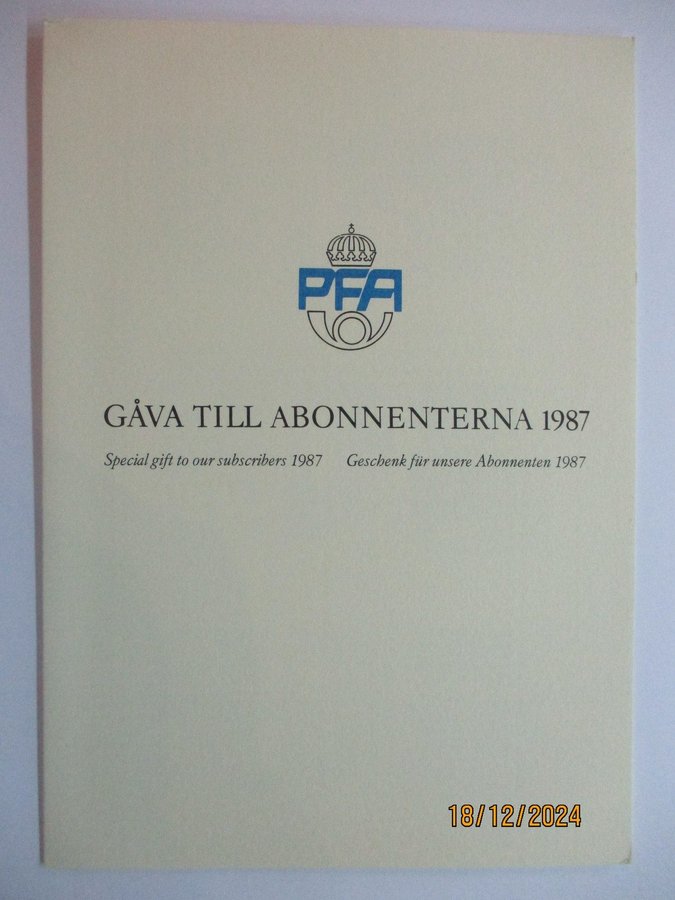 PFA
GÅVA TILL ABONNENTERNA 1987
Special gift to our subscribers 1987 Geschenk für unsere Abonnenten 1987
18/12/2024